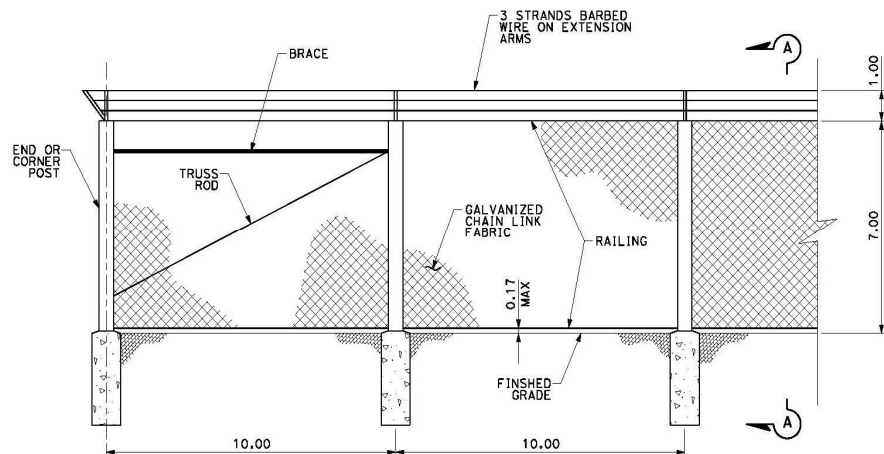 3 STRANDS BARBED
WIRE ON EXTENSION
ARMS
A
BRACE
1.00
END OR
CORNER
POST
TRUSS
ROD
GALVANIZED
CHAIN LINK
FABRIC
RAILING
7.00
0.17
MAX
FINSHED
GRADE
A
10.00
10.00